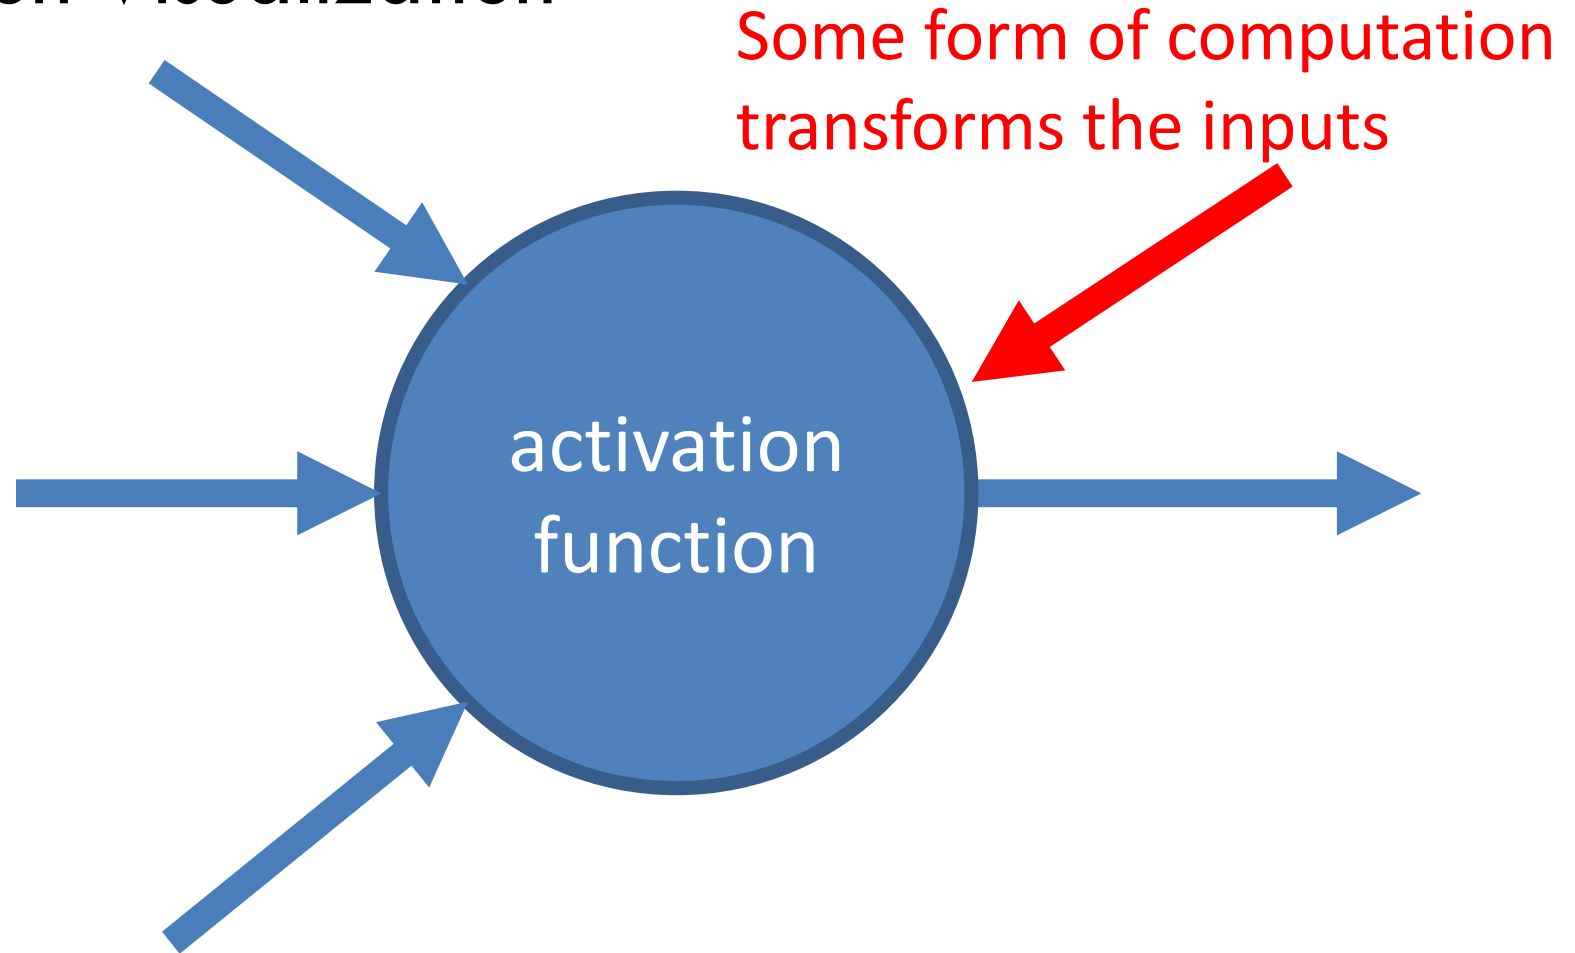 Some form of computation
transforms the inputs
activation
function